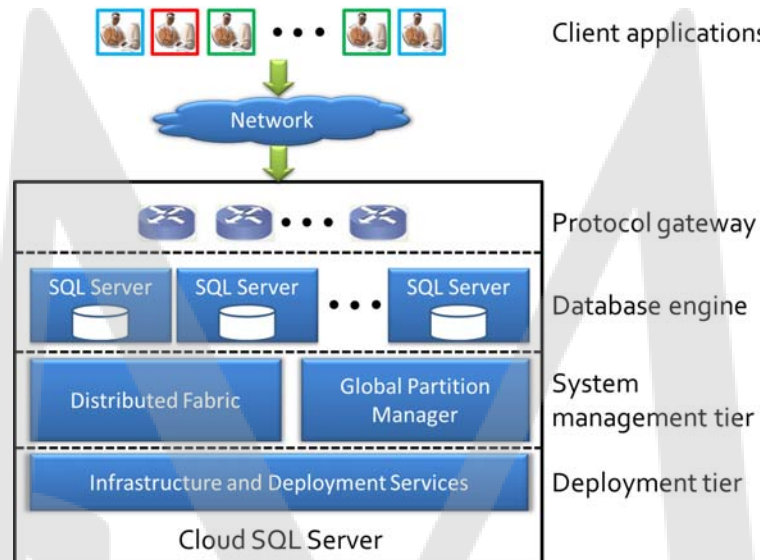 Client applications
Network
Protocol gateway
SQL Server
SQL Server
SQL Server
Database engine
Distributed Fabric
Global Partition
Manager
System
management tier
Infrastructure and Deployment Services
Deployment tier
Cloud SQL Server